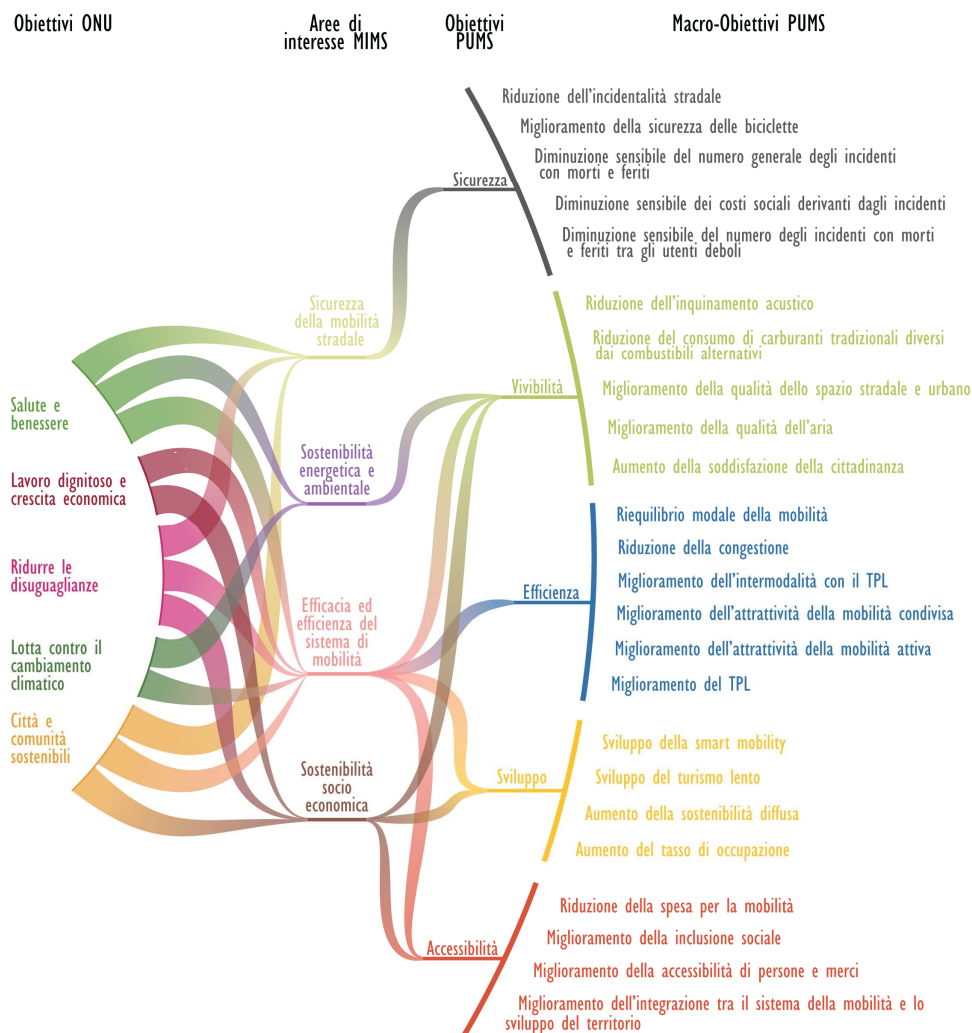 Obiettivi ONU
Aree di
interesse MIMS
Obiettivi
PUMS
Macro-Obiettivi PUMS
Salute e
benessere
Lavoro dignitoso e
crescita economica
Ridurre le
disuguaglianze
Lotta contro il
cambiamento
climatico
Città e
comunità
sostenibili
Sicurezza
della mobilità
stradale
Sostenibilità
energetica e
ambientale
Efficacia ed
efficienza del
sistema di
mobilità
Sostenibilità
socio
economica
Sicurezza
Riduzione dell'incidentalità stradale
Miglioramento della sicurezza delle biciclette
Diminuzione sensibile del numero generale degli incidenti
con morti e feriti
Diminuzione sensibile dei costi sociali derivanti dagli incidenti
Diminuzione sensibile del numero degli incidenti con morti
e feriti tra gli utenti deboli
Vivibilità
Riduzione dell'inquinamento acustico
Riduzione del consumo di carburanti tradizionali diversi
dai combustibili alternativi
Miglioramento della qualità dello spazio stradale e urbano
Miglioramento della qualità dell'aria
Aumento della soddisfazione della cittadinanza
Efficienza
Riequilibrio modale della mobilità
Riduzione della congestione
Miglioramento dell'intermodalità con il TPL
Miglioramento dell'attrattività della mobilità condivisa
Miglioramento dell'attrattività della mobilità attiva
Miglioramento del TPL
Sviluppo
Sviluppo della smart mobility
Sviluppo del turismo lento
Aumento della sostenibilità diffusa
Aumento del tasso di occupazione
Accessibilità
Riduzione della spesa per la mobilità
Miglioramento della inclusione sociale
Miglioramento della accessibilità di persone e merci
Miglioramento dell'integrazione tra il sistema della mobilità e lo
sviluppo del territorio